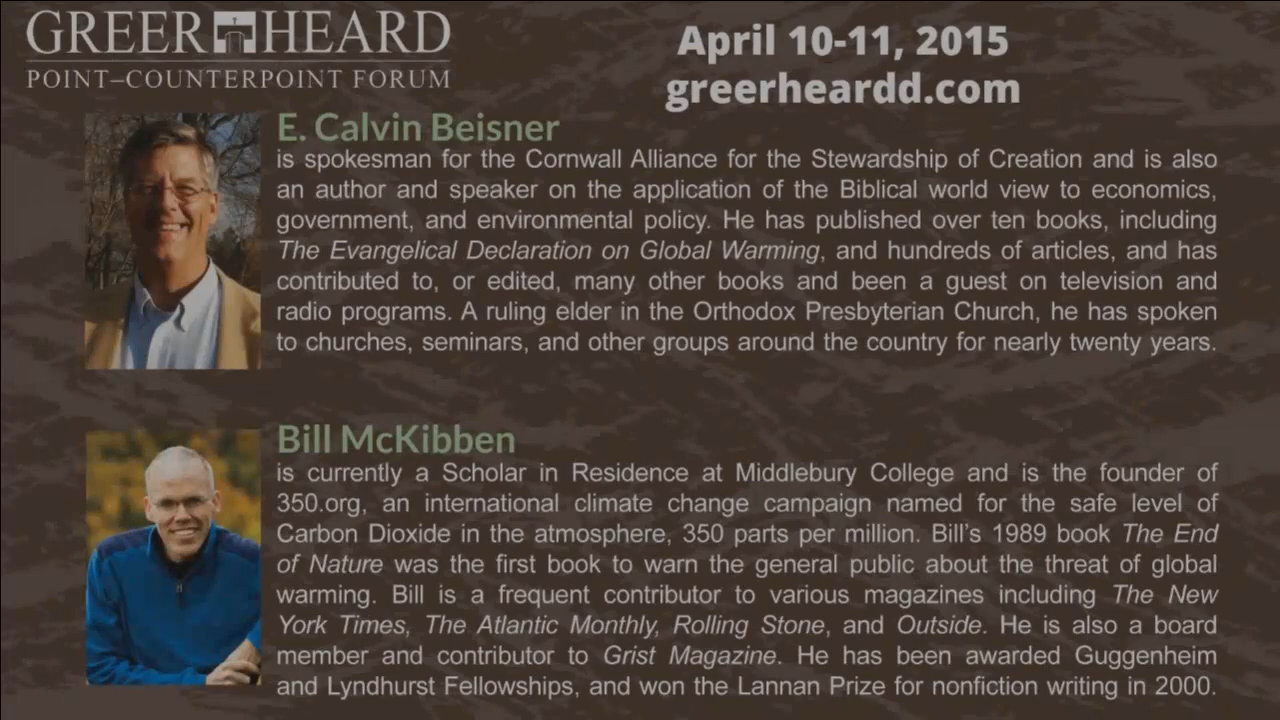 GREER HEARD
POINT–COUNTERPOINT FORUM
April 10-11, 2015
greerheardd.com
E. Calvin Beisner
is spokesman for the Cornwall Alliance for the Stewardship of Creation and is also
an author and speaker on the application of the Biblical world view to economics,
government, and environmental policy. He has published over ten books, including
The Evangelical Declaration on Global Warming, and hundreds of articles, and has
contributed to, or edited, many other books and been a guest on television and
radio programs. A ruling elder in the Orthodox Presbyterian Church, he has spoken
to churches, seminars, and other groups around the country for nearly twenty years.
Bill McKibben
is currently a Scholar in Residence at Middlebury College and is the founder of
350.org, an international climate change campaign named for the safe level of
Carbon Dioxide in the atmosphere, 350 parts per million. Bill's 1989 book The End
of Nature was the first book to warn the general public about the threat of global
warming. Bill is a frequent contributor to various magazines including The New
York Times, The Atlantic Monthly, Rolling Stone, and Outside. He is also a board
member and contributor to Grist Magazine. He has been awarded Guggenheim
and Lyndhurst Fellowships, and won the Lannan Prize for nonfiction writing in 2000.